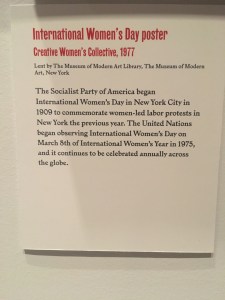 International Women's Day poster
Creative Women's Collective, 1977
Lent by The Museum of Modern Art Library, The Museum of Modern
Art, New York
The Socialist Party of America began
International Women's Day in New York City in
1909 to commemorate women-led labor protests in
New York the previous year. The United Nations
began observing International Women's Day on
March 8th of International Women's Year in 1975,
and it continues to be celebrated annually across
the globe.